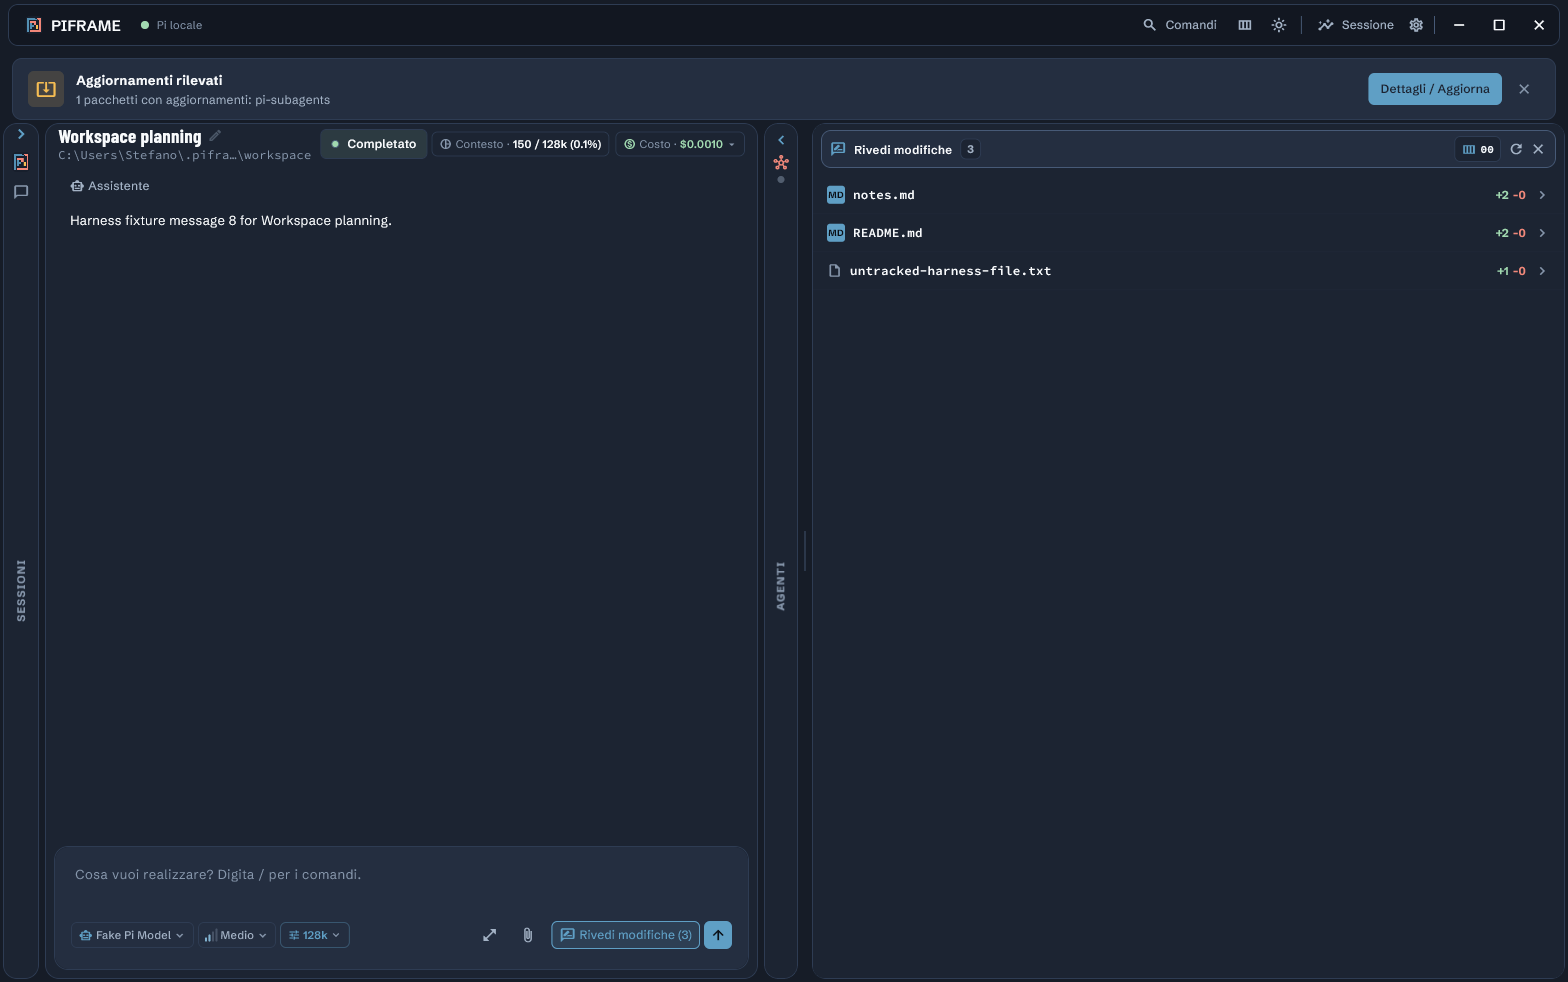 PIFRAME
Pi locale
Comandi
Sessione
Aggiornamenti rilevati
1 pacchetti con aggiornamenti: pi-subagents
Dettagli / Aggiorna
Workspace planning
C:\Users\Stefano\.pifra…\workspace
Completato
Contesto · 150 / 128k (0.1%)
Costo · $0.0010
Assistente
Harness fixture message 8 for Workspace planning.
SESSIONI
Cosa vuoi realizzare? Digita / per i comandi.
Fake Pi Model
Medio
128k
Rivedi modifiche (3)
AGENTI
Rivedi modifiche 3
00
MD notes.md +2 -0
MD README.md +2 -0
untracked-harness-file.txt +1 -0